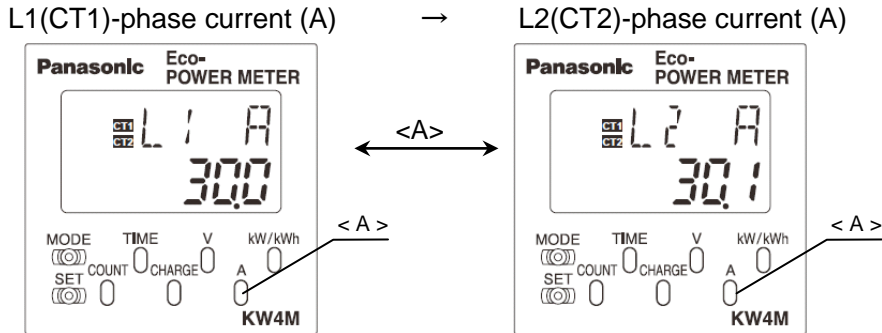 L1(CT1)-phase current (A) → L2(CT2)-phase current (A)
Panasonic Eco-POWER METER
CT1
CT2
L1 A
30.0
MODE TIME V kW/kWh
SET COUNT CHARGE A
KW4M
< A >
<A>
Panasonic Eco-POWER METER
CT1
CT2
L2 A
30.1
MODE TIME V kW/kWh
SET COUNT CHARGE A
KW4M
< A >